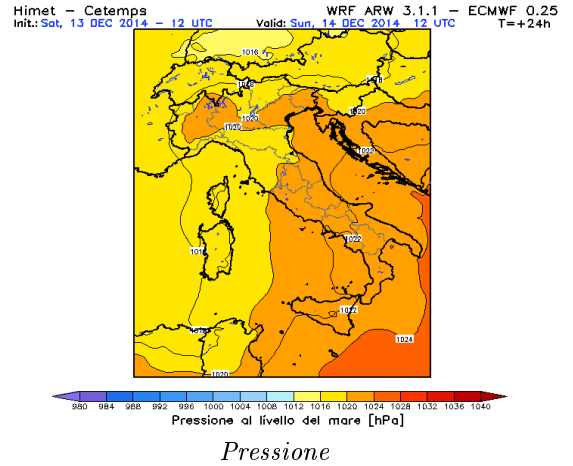 Himet – Cetemps WRF ARW 3.1.1 – ECMWF 0.25
Init.: Sat, 13 DEC 2014 – 12 UTC Valid: Sun, 14 DEC 2014 12 UTC T=+24h
1016
1018
1020
1020
1020
1022
1022
1022
1024
1020
980 984 988 992 996 1000 1004 1008 1012 1016 1020 1024 1028 1032 1036 1040
Pressione al livello del mare [hPa]
Pressione